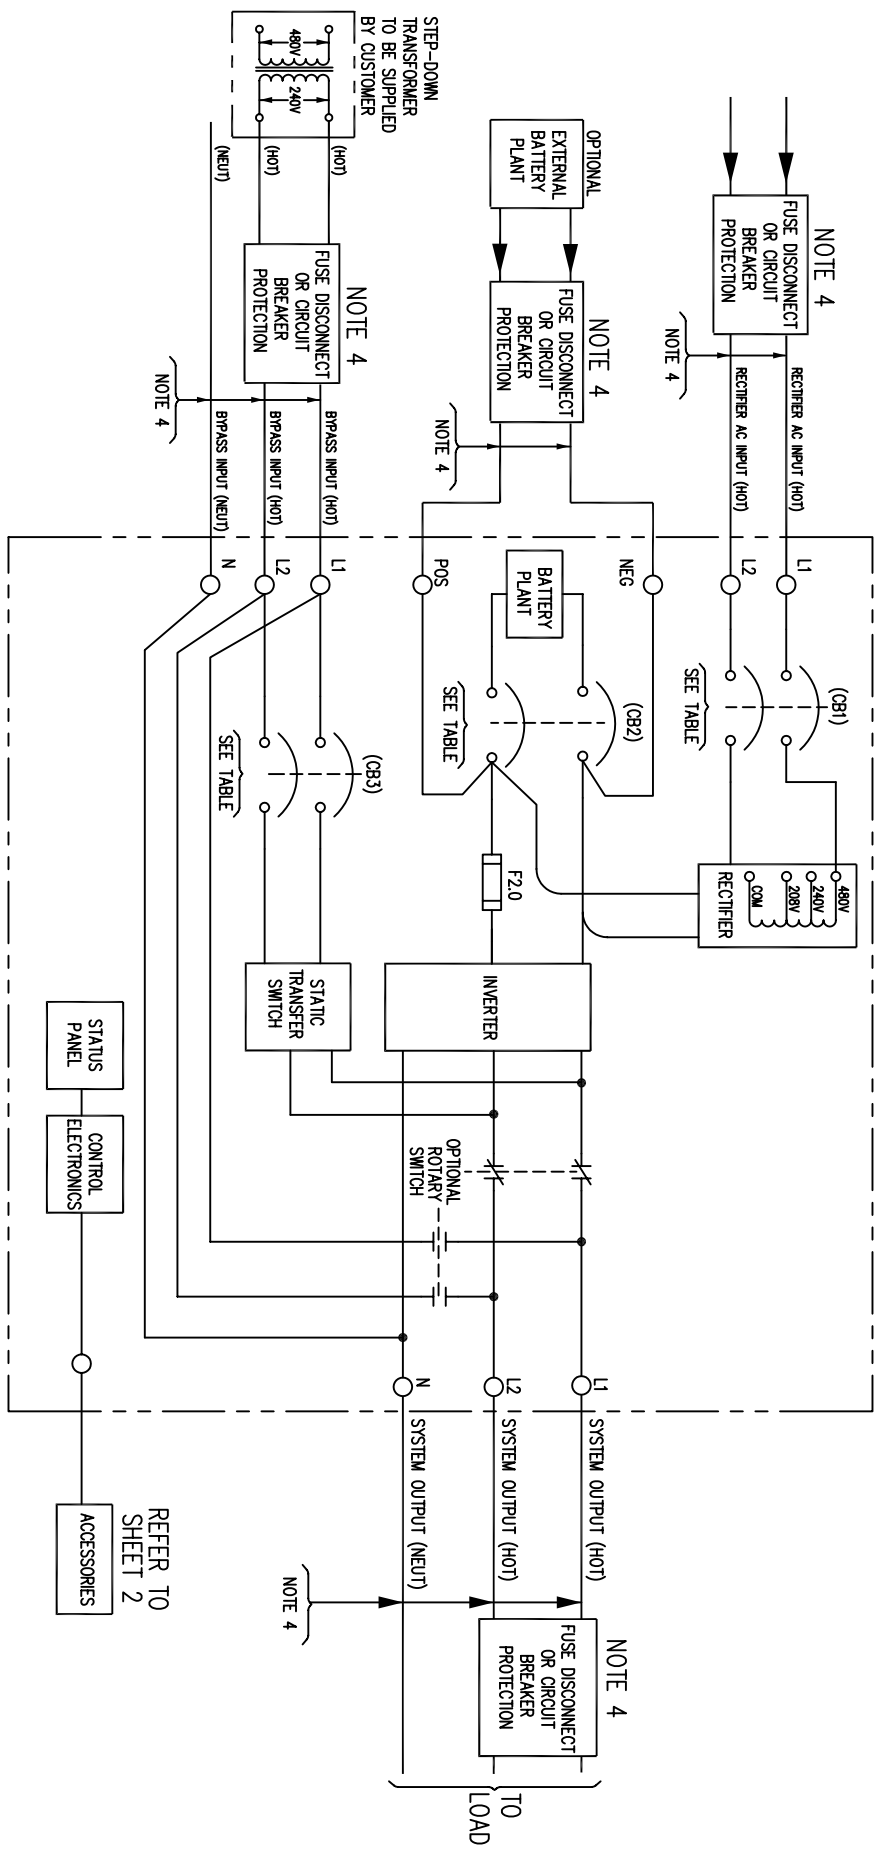 NOTE 4
FUSE DISCONNECT
OR CIRCUIT
BREAKER
PROTECTION
NOTE 4
RECTIFIER AC INPUT (HOT)
RECTIFIER AC INPUT (HOT)
L1
L2
(CB1)
SEE TABLE
480V
240V
208V
COM
RECTIFIER
OPTIONAL
EXTERNAL
BATTERY
PLANT
NOTE 4
FUSE DISCONNECT
OR CIRCUIT
BREAKER
PROTECTION
NOTE 4
NEG
POS
BATTERY
PLANT
(CB2)
SEE TABLE
F2.0
INVERTER
STEP-DOWN
TRANSFORMER
TO BE SUPPLIED
BY CUSTOMER
480V
240V
(HOT)
(HOT)
(NEUT)
NOTE 4
FUSE DISCONNECT
OR CIRCUIT
BREAKER
PROTECTION
NOTE 4
BYPASS INPUT (HOT)
BYPASS INPUT (HOT)
BYPASS INPUT (NEUT)
L1
L2
N
(CB3)
SEE TABLE
STATIC
TRANSFER
SWITCH
OPTIONAL
ROTARY
SWITCH
STATUS
PANEL
CONTROL
ELECTRONICS
L1
L2
N
SYSTEM OUTPUT (HOT)
SYSTEM OUTPUT (HOT)
SYSTEM OUTPUT (NEUT)
NOTE 4
NOTE 4
FUSE DISCONNECT
OR CIRCUIT
BREAKER
PROTECTION
TO
LOAD
REFER TO
SHEET 2
ACCESSORIES